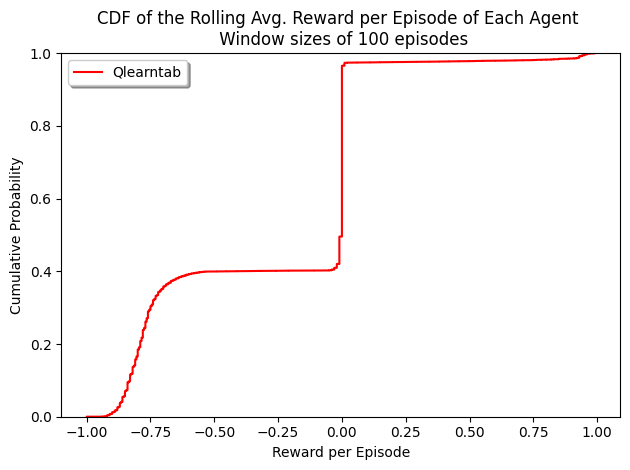 CDF of the Rolling Avg. Reward per Episode of Each Agent
Window sizes of 100 episodes
Qlearntab
1.0
0.8
0.6
0.4
0.2
0.0
Cumulative Probability
−1.00 −0.75 −0.50 −0.25 0.00 0.25 0.50 0.75 1.00
Reward per Episode